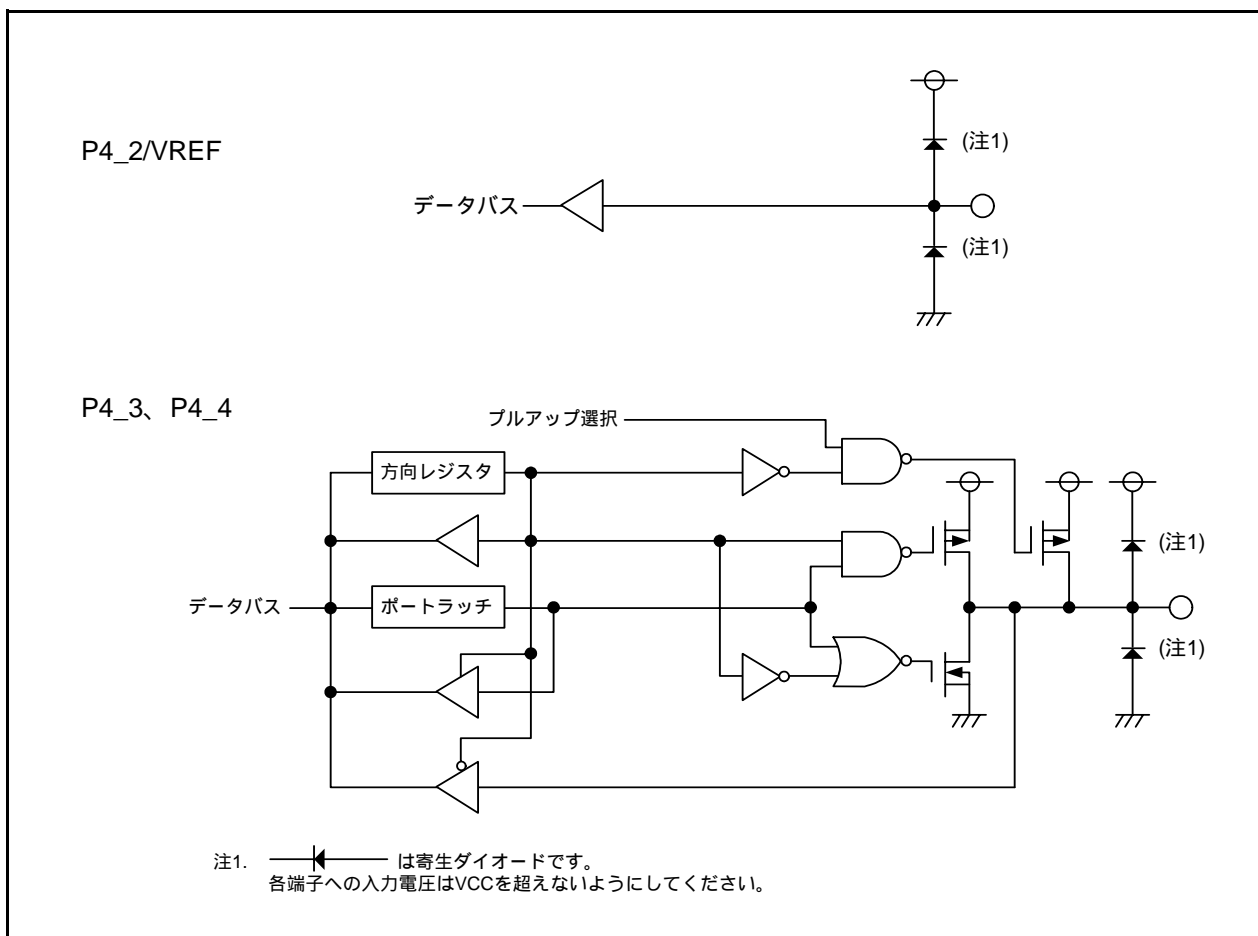 P4_2/VREF
(注1)
データバス
(注1)
P4_3、P4_4
プルアップ選択
方向レジスタ
(注1)
データバス
ポートラッチ
(注1)
注1. は寄生ダイオードです。
各端子への入力電圧はVCCを超えないようにしてください。